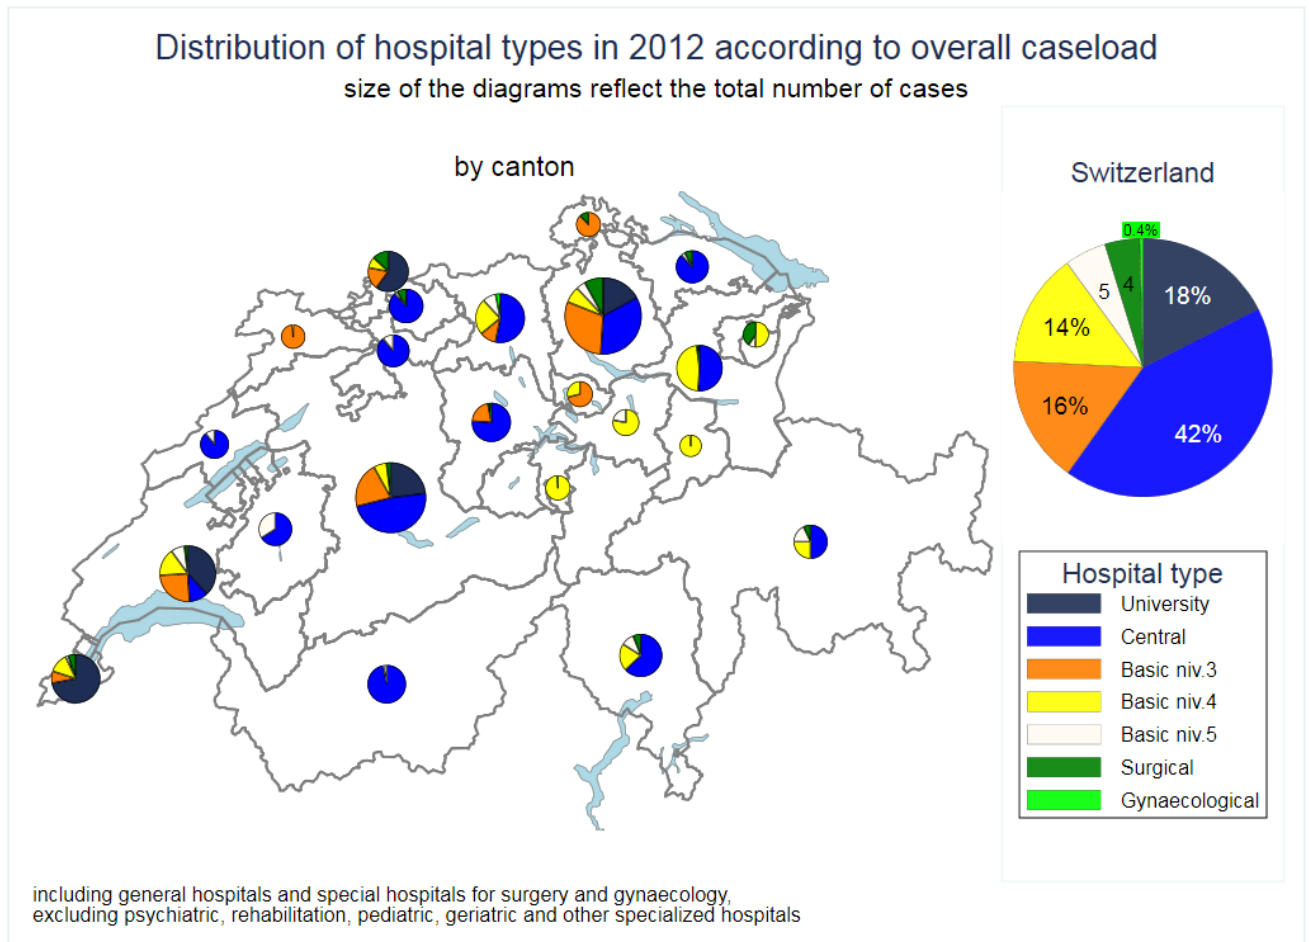 Distribution of hospital types in 2012 according to overall caseload
size of the diagrams reflect the total number of cases
by canton
Switzerland
0.4%
4
5
18%
14%
16%
42%
Hospital type
University
Central
Basic niv.3
Basic niv.4
Basic niv.5
Surgical
Gynaecological
including general hospitals and special hospitals for surgery and gynaecology,
excluding psychiatric, rehabilitation, pediatric, geriatric and other specialized hospitals